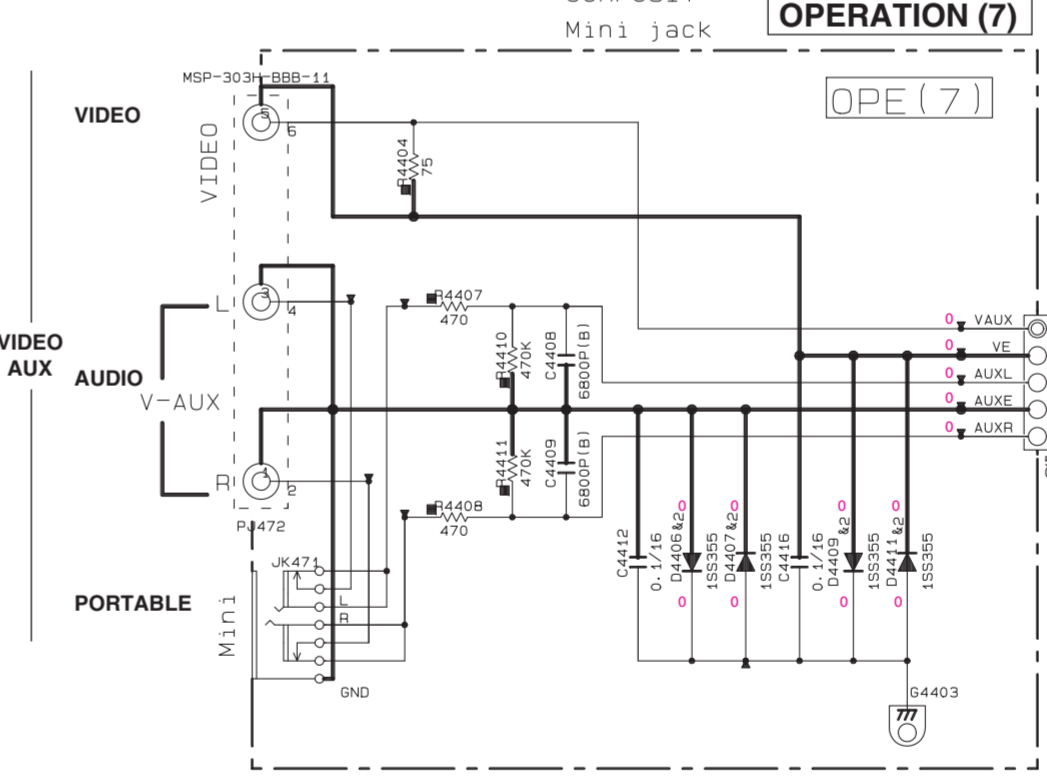 Mini jack
OPERATION (7)
MSP-303H-BBB-11
OPE(7)
VIDEO
VIDEO
5
6
R4404
75
3
4
L
R4407
470
R4410
470K
C4408
6800P(B)
0
VAUX
0
VE
0
AUXL
0
AUXE
0
AUXR
VIDEO
AUX
AUDIO
V-AUX
R4411
470K
C4409
6800P(B)
R
1
2
PJ472
R4408
470
C4412
0.1/16
0
D4406 &2
1SS355
0
0
D4407 &2
1SS355
0
C4416
0.1/16
0
D4409 &2
1SS355
0
0
D4411 &2
1SS355
0
JK471
PORTABLE
Mini
L
R
GND
G4403